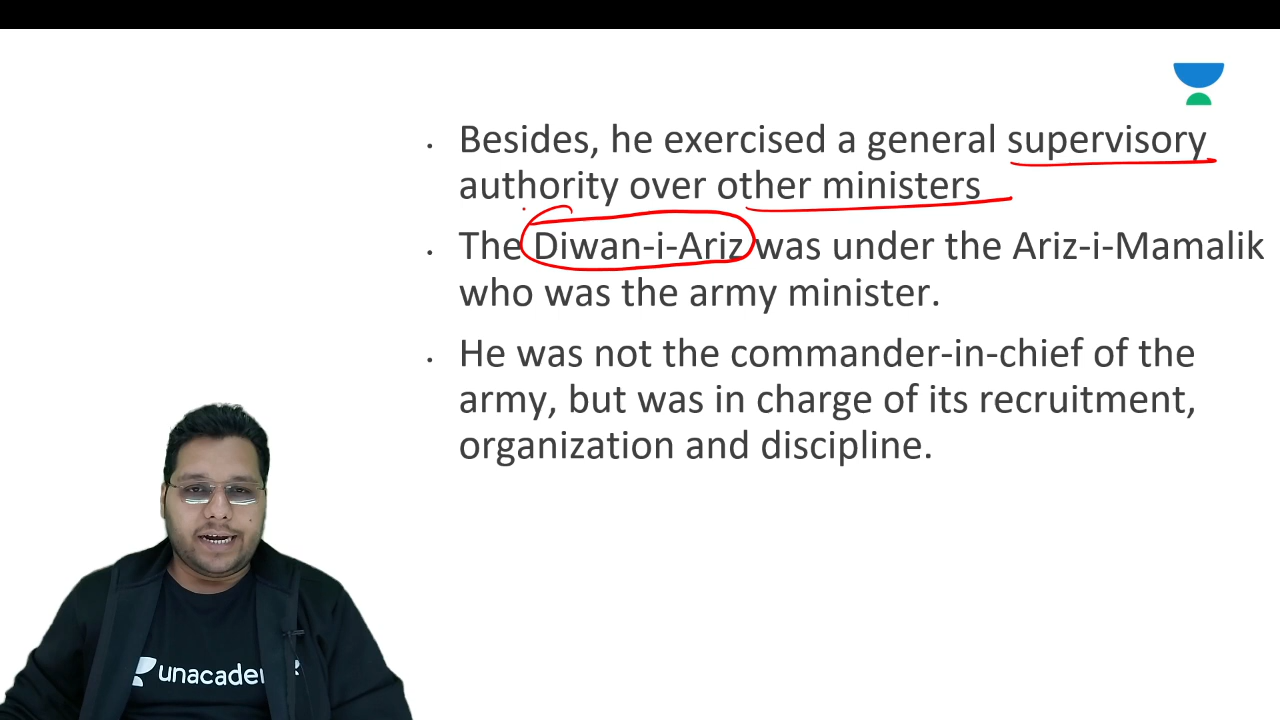 Besides, he exercised a general supervisory
authority over other ministers
The Diwan-i-Ariz was under the Ariz-i-Mamalik
who was the army minister.
He was not the commander-in-chief of the
army, but was in charge of its recruitment,
organization and discipline.
unacade